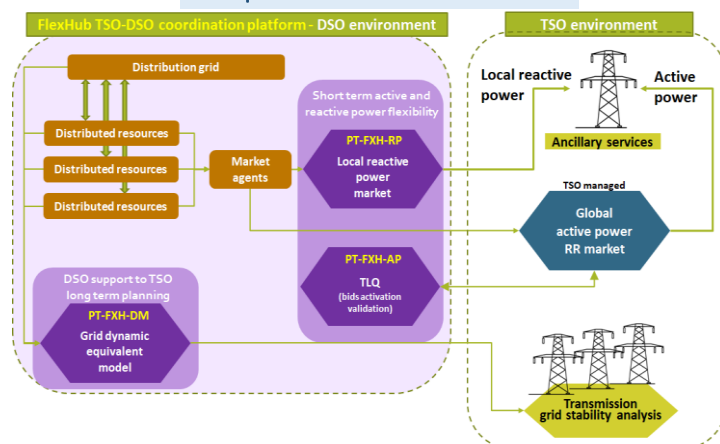 FlexHub TSO-DSO coordination platform - DSO environment
TSO environment
Distribution grid
Distributed resources
Distributed resources
Distributed resources
Market
agents
Short term active and
reactive power flexibility
PT-FXH-RP
Local reactive
power
market
PT-FXH-AP
TLQ
(bids activation
validation)
DSO support to TSO
long term planning
PT-FXH-DM
Grid dynamic
equivalent
model
Local reactive
power
Active
power
Ancillary services
TSO managed
Global
active power
RR market
Transmission
grid stability analysis